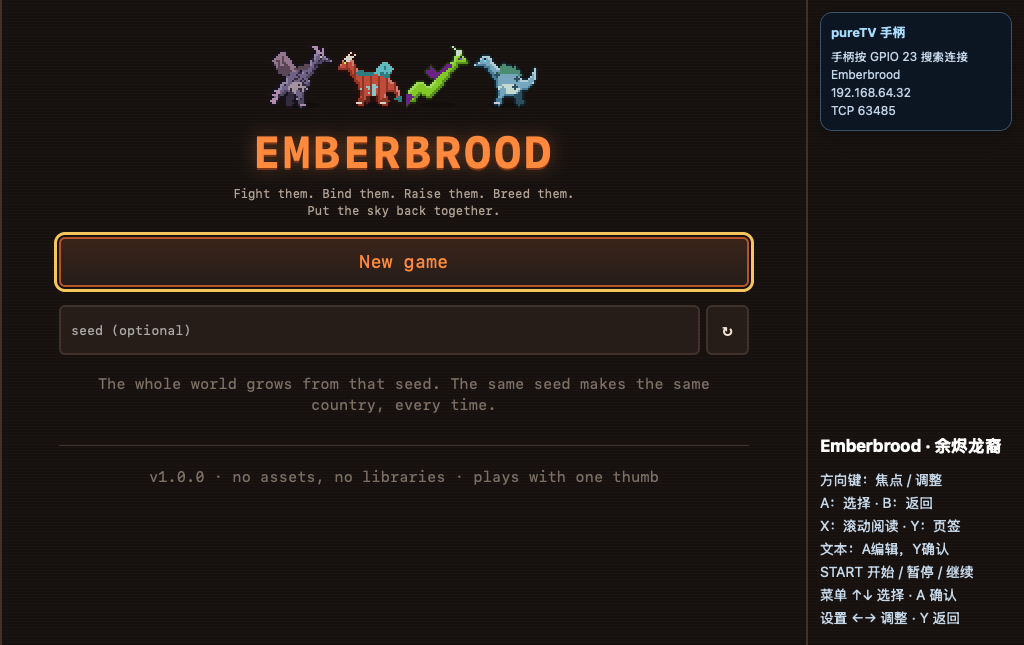 EMBERBROOD
Fight them. Bind them. Raise them. Breed them.
Put the sky back together.
New game
seed (optional)
↻
The whole world grows from that seed. The same seed makes the same
country, every time.
v1.0.0 · no assets, no libraries · plays with one thumb
pureTV 手柄
手柄按 GPIO 23 搜索连接
Emberbrood
192.168.64.32
TCP 63485
Emberbrood · 余烬龙裔
方向键：焦点 / 调整
A：选择 · B：返回
X：滚动阅读 · Y：页签
文本：A编辑，Y确认
START 开始 / 暂停 / 继续
菜单 ↑↓ 选择 · A 确认
设置 ←→ 调整 · Y 返回